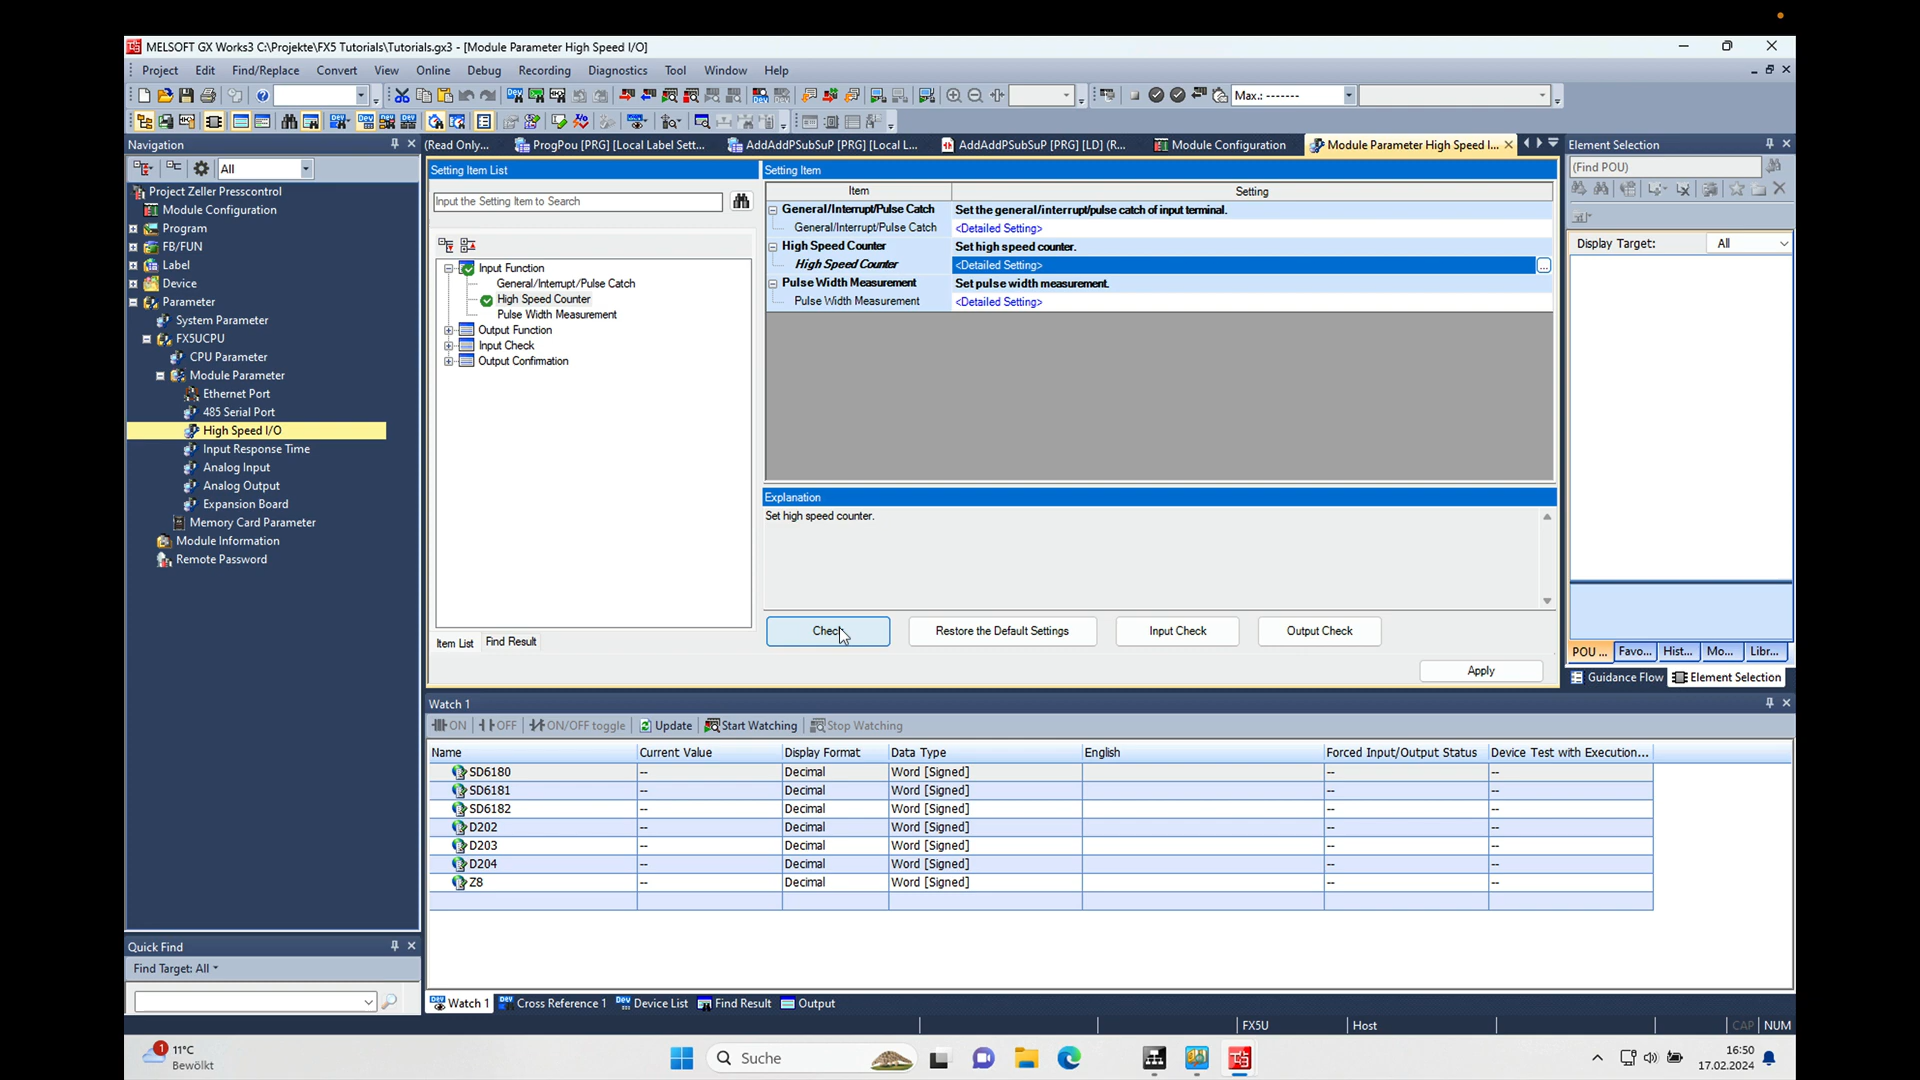 MELSOFT GX Works3 C:\Projekte\FX5 Tutorials\Tutorials.gx3 - [Module Parameter High Speed I/O]
Project Edit Find/Replace Convert View Online Debug Recording Diagnostics Tool Window Help
Max.: -------
Navigation
All
Project Zeller Presscontrol
Module Configuration
Program
FB/FUN
Label
Device
Parameter
System Parameter
FX5UCPU
CPU Parameter
Module Parameter
Ethernet Port
485 Serial Port
High Speed I/O
Input Response Time
Analog Input
Analog Output
Expansion Board
Memory Card Parameter
Module Information
Remote Password
Quick Find
Find Target: All
(Read Only... ProgPou [PRG] [Local Label Sett... AddAddPSubSuP [PRG] [Local L... AddAddPSubSuP [PRG] [LD] (R... Module Configuration Module Parameter High Speed I...
Setting Item List
Input the Setting Item to Search
Input Function
General/Interrupt/Pulse Catch
High Speed Counter
Pulse Width Measurement
Output Function
Input Check
Output Confirmation
Item List Find Result
Setting Item
Item Setting
General/Interrupt/Pulse Catch Set the general/interrupt/pulse catch of input terminal.
General/Interrupt/Pulse Catch <Detailed Setting>
High Speed Counter Set high speed counter.
High Speed Counter <Detailed Setting> ...
Pulse Width Measurement Set pulse width measurement.
Pulse Width Measurement <Detailed Setting>
Explanation
Set high speed counter.
Check Restore the Default Settings Input Check Output Check
Apply
Element Selection
(Find POU)
Display Target: All
POU ... Favo... Hist... Mo... Libr...
Guidance Flow Element Selection
Watch 1
ON OFF ON/OFF toggle Update Start Watching Stop Watching
Name Current Value Display Format Data Type English Forced Input/Output Status Device Test with Execution...
SD6180 -- Decimal Word [Signed] -- --
SD6181 -- Decimal Word [Signed] -- --
SD6182 -- Decimal Word [Signed] -- --
D202 -- Decimal Word [Signed] -- --
D203 -- Decimal Word [Signed] -- --
D204 -- Decimal Word [Signed] -- --
Z8 -- Decimal Word [Signed] -- --
Watch 1 Cross Reference 1 Device List Find Result Output
FX5U Host CAP NUM
1 11°C
Bewölkt
Suche
16:50
17.02.2024